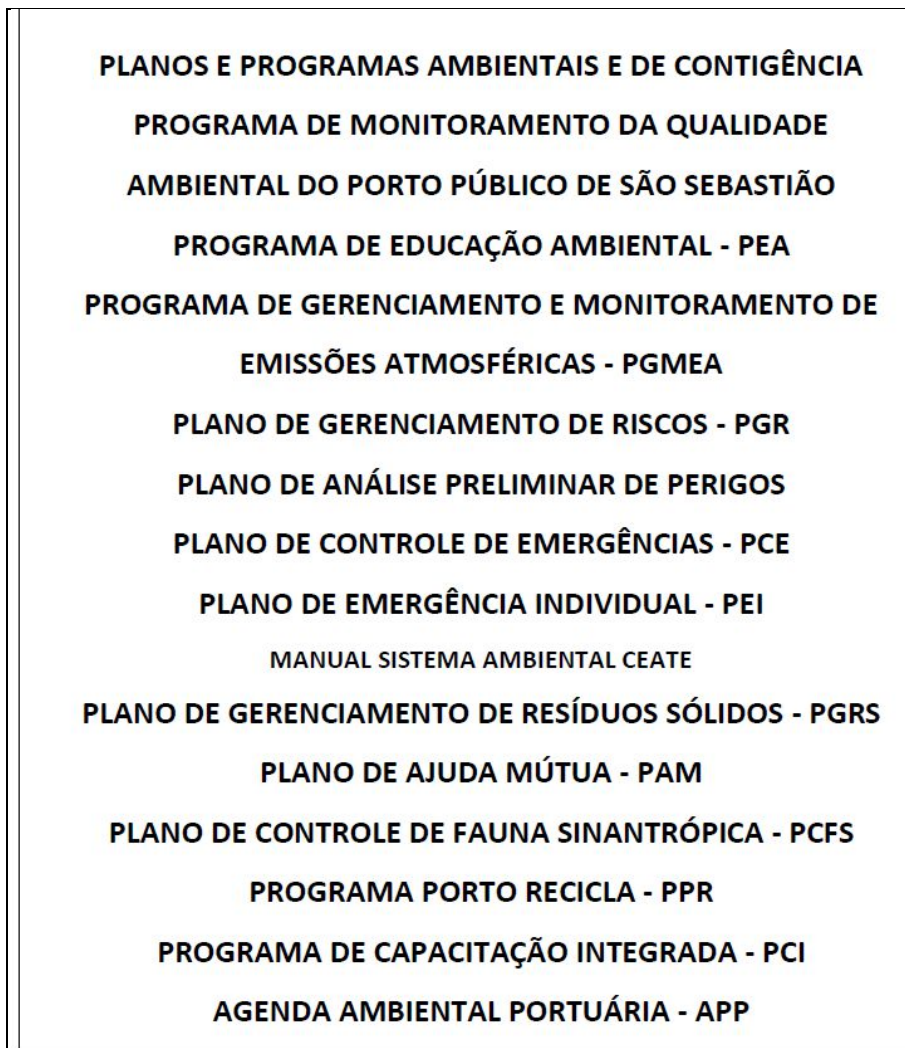 PLANOS E PROGRAMAS AMBIENTAIS E DE CONTIGÊNCIA
PROGRAMA DE MONITORAMENTO DA QUALIDADE
AMBIENTAL DO PORTO PÚBLICO DE SÃO SEBASTIÃO
PROGRAMA DE EDUCAÇÃO AMBIENTAL - PEA
PROGRAMA DE GERENCIAMENTO E MONITORAMENTO DE
EMISSÕES ATMOSFÉRICAS - PGMEA
PLANO DE GERENCIAMENTO DE RISCOS - PGR
PLANO DE ANÁLISE PRELIMINAR DE PERIGOS
PLANO DE CONTROLE DE EMERGÊNCIAS - PCE
PLANO DE EMERGÊNCIA INDIVIDUAL - PEI
MANUAL SISTEMA AMBIENTAL CEATE
PLANO DE GERENCIAMENTO DE RESÍDUOS SÓLIDOS - PGRS
PLANO DE AJUDA MÚTUA - PAM
PLANO DE CONTROLE DE FAUNA SINANTRÓPICA - PCFS
PROGRAMA PORTO RECICLA - PPR
PROGRAMA DE CAPACITAÇÃO INTEGRADA - PCI
AGENDA AMBIENTAL PORTUÁRIA - APP